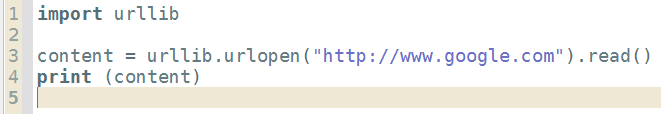 1 import urllib
2
3 content = urllib.urlopen("http://www.google.com").read()
4 print (content)
5